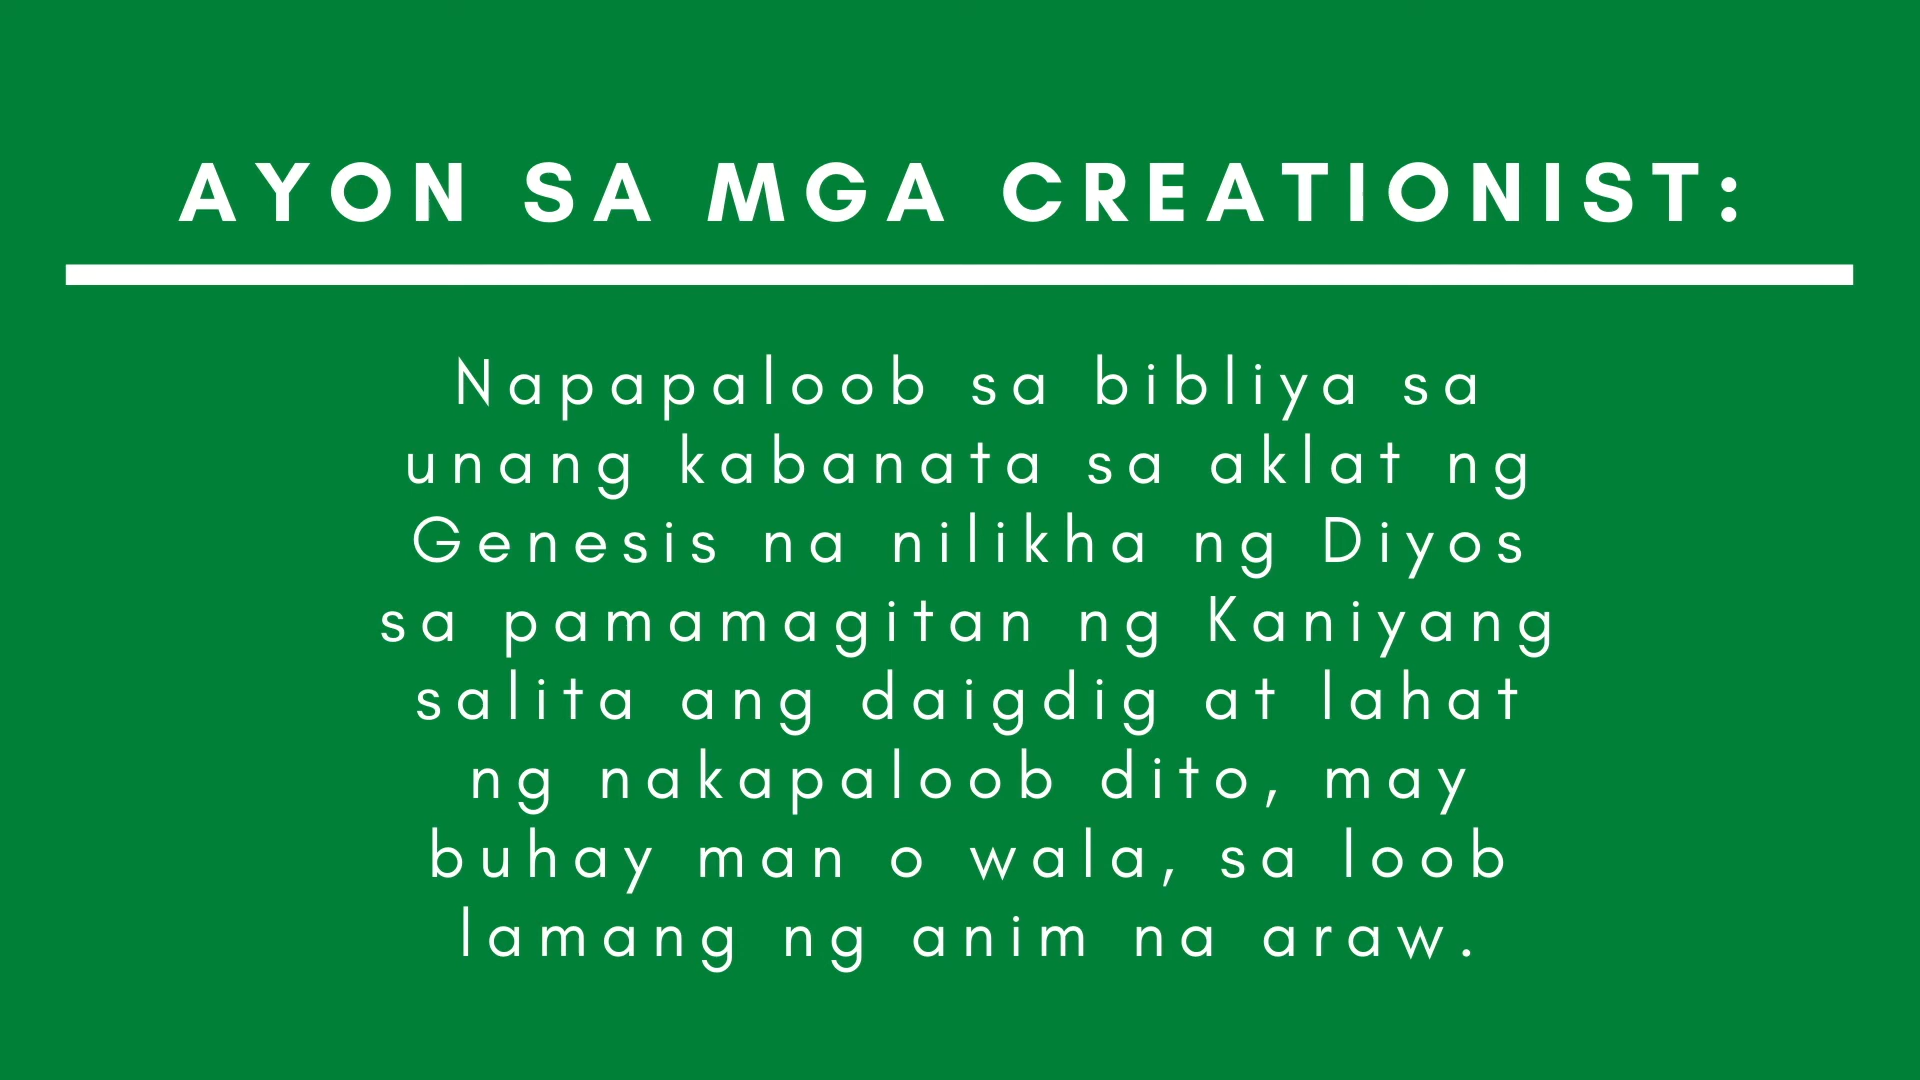 AYON SA MGA CREATIONIST:
Napapaloob sa bibliya sa
unang kabanata sa aklat ng
Genesis na nilikha ng Diyos
sa pamamagitan ng Kaniyang
salita ang daigdig at lahat
ng nakapaloob dito, may
buhay man o wala, sa loob
lamang ng anim na araw.